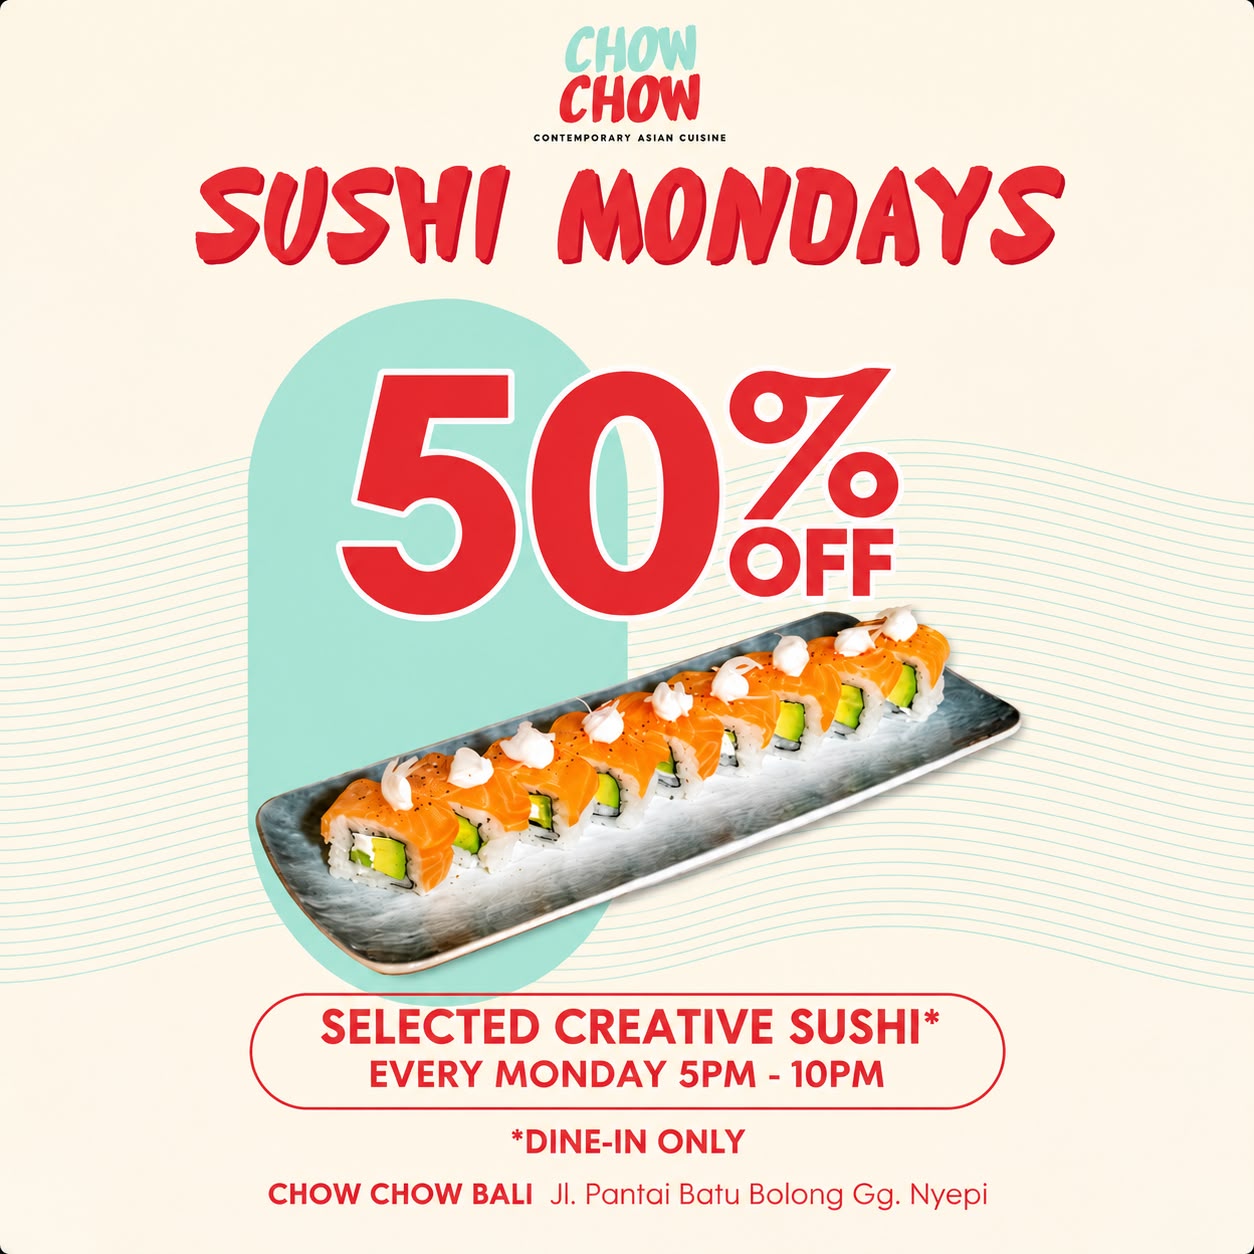 CHOW
CHOW
CONTEMPORARY ASIAN CUISINE
SUSHI MONDAYS
50%
OFF
SELECTED CREATIVE SUSHI*
EVERY MONDAY 5PM - 10PM
*DINE-IN ONLY
CHOW CHOW BALI Jl. Pantai Batu Bolong Gg. Nyepi